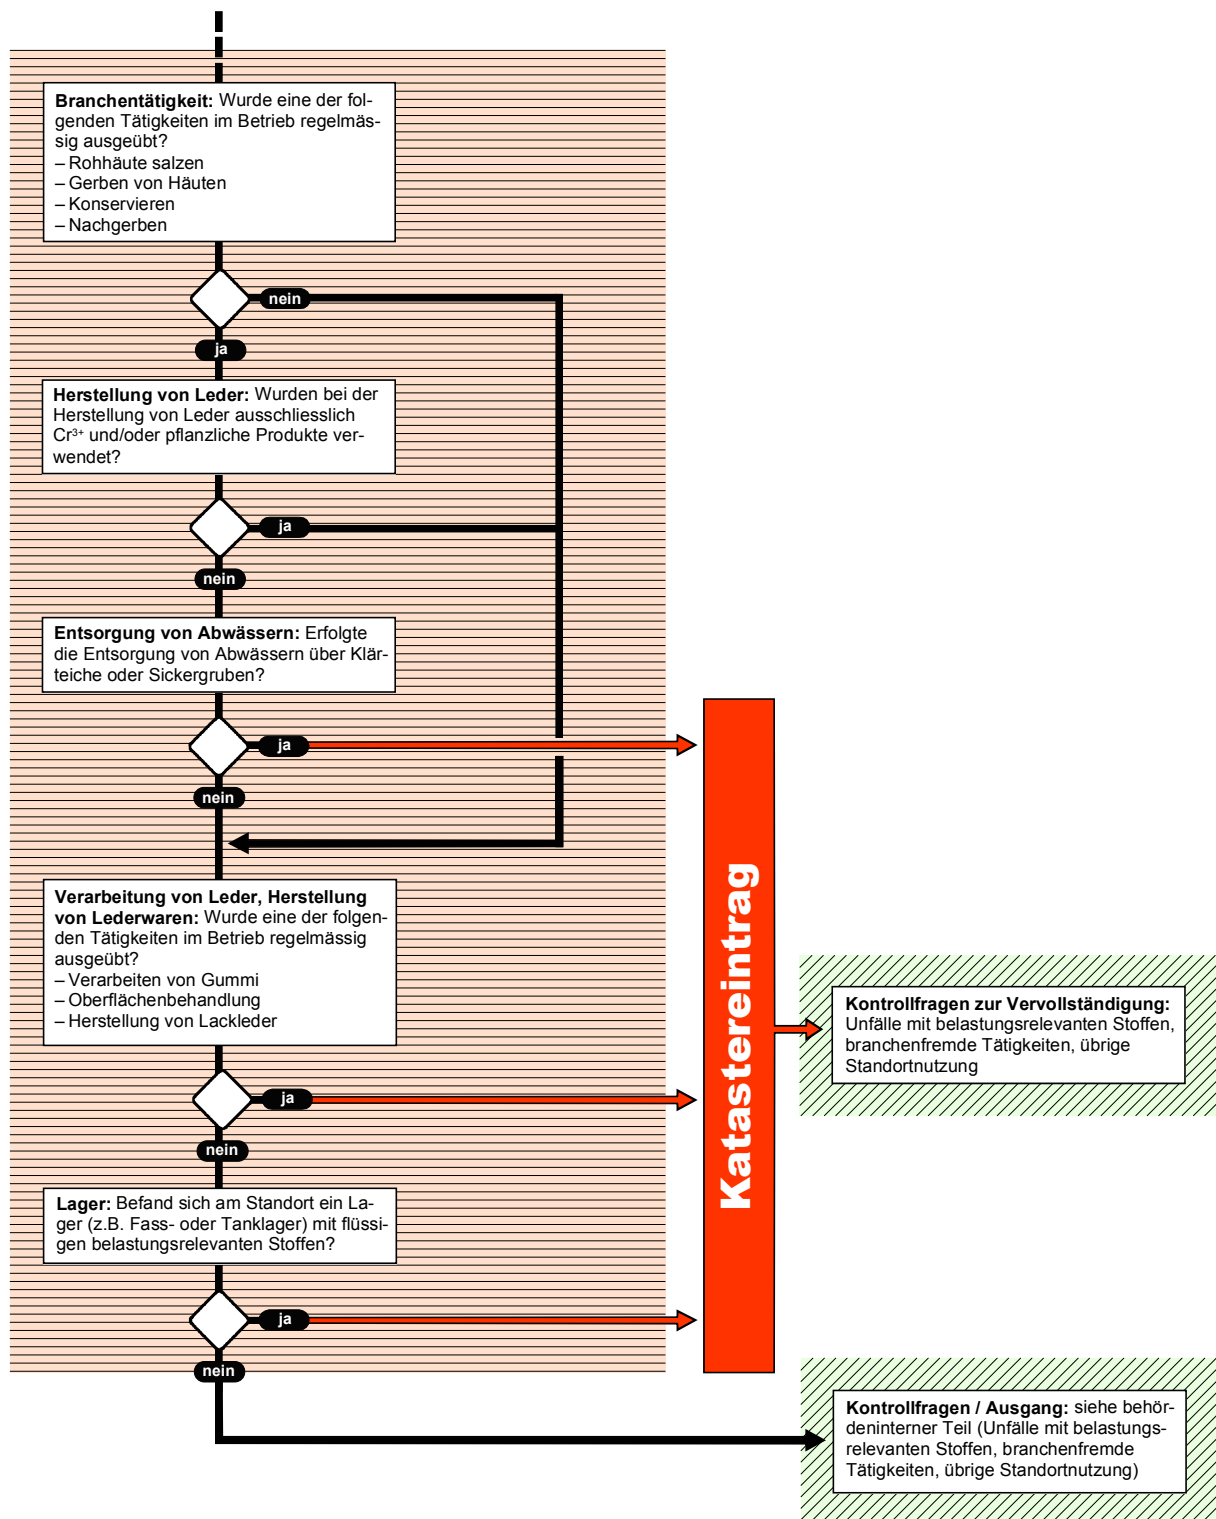 Branchentätigkeit: Wurde eine der fol-
genden Tätigkeiten im Betrieb regelmäs-
sig ausgeübt?
– Rohhäute salzen
– Gerben von Häuten
– Konservieren
– Nachgerben
nein
ja
Herstellung von Leder: Wurden bei der
Herstellung von Leder ausschliesslich
Cr³⁺ und/oder pflanzliche Produkte ver-
wendet?
ja
nein
Entsorgung von Abwässern: Erfolgte
die Entsorgung von Abwässern über Klär-
teiche oder Sickergruben?
ja
nein
Verarbeitung von Leder, Herstellung
von Lederwaren: Wurde eine der folgen-
den Tätigkeiten im Betrieb regelmässig
ausgeübt?
– Verarbeiten von Gummi
– Oberflächenbehandlung
– Herstellung von Lackleder
ja
nein
Lager: Befand sich am Standort ein La-
ger (z.B. Fass- oder Tanklager) mit flüssi-
gen belastungsrelevanten Stoffen?
ja
nein
Katastereintrag
Kontrollfragen zur Vervollständigung:
Unfälle mit belastungsrelevanten Stoffen,
branchenfremde Tätigkeiten, übrige
Standortnutzung
Kontrollfragen / Ausgang: siehe behör-
deninterner Teil (Unfälle mit belastungs-
relevanten Stoffen, branchenfremde
Tätigkeiten, übrige Standortnutzung)